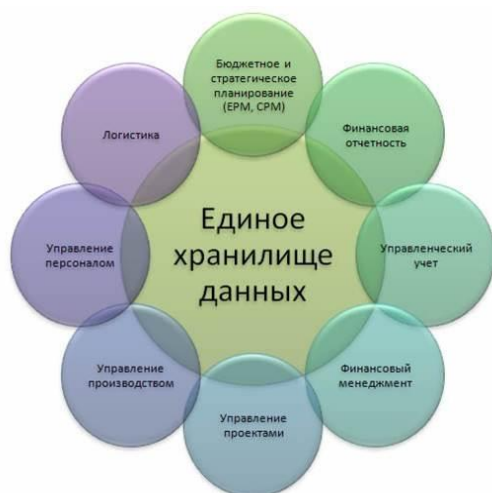 Бюджетное и
стратегическое
планирование
(EPM, CPM)
Финансовая
отчетность
Управленческий
учет
Финансовый
менеджмент
Управление
проектами
Управление
производством
Управление
персоналом
Логистика
Единое
хранилище
данных